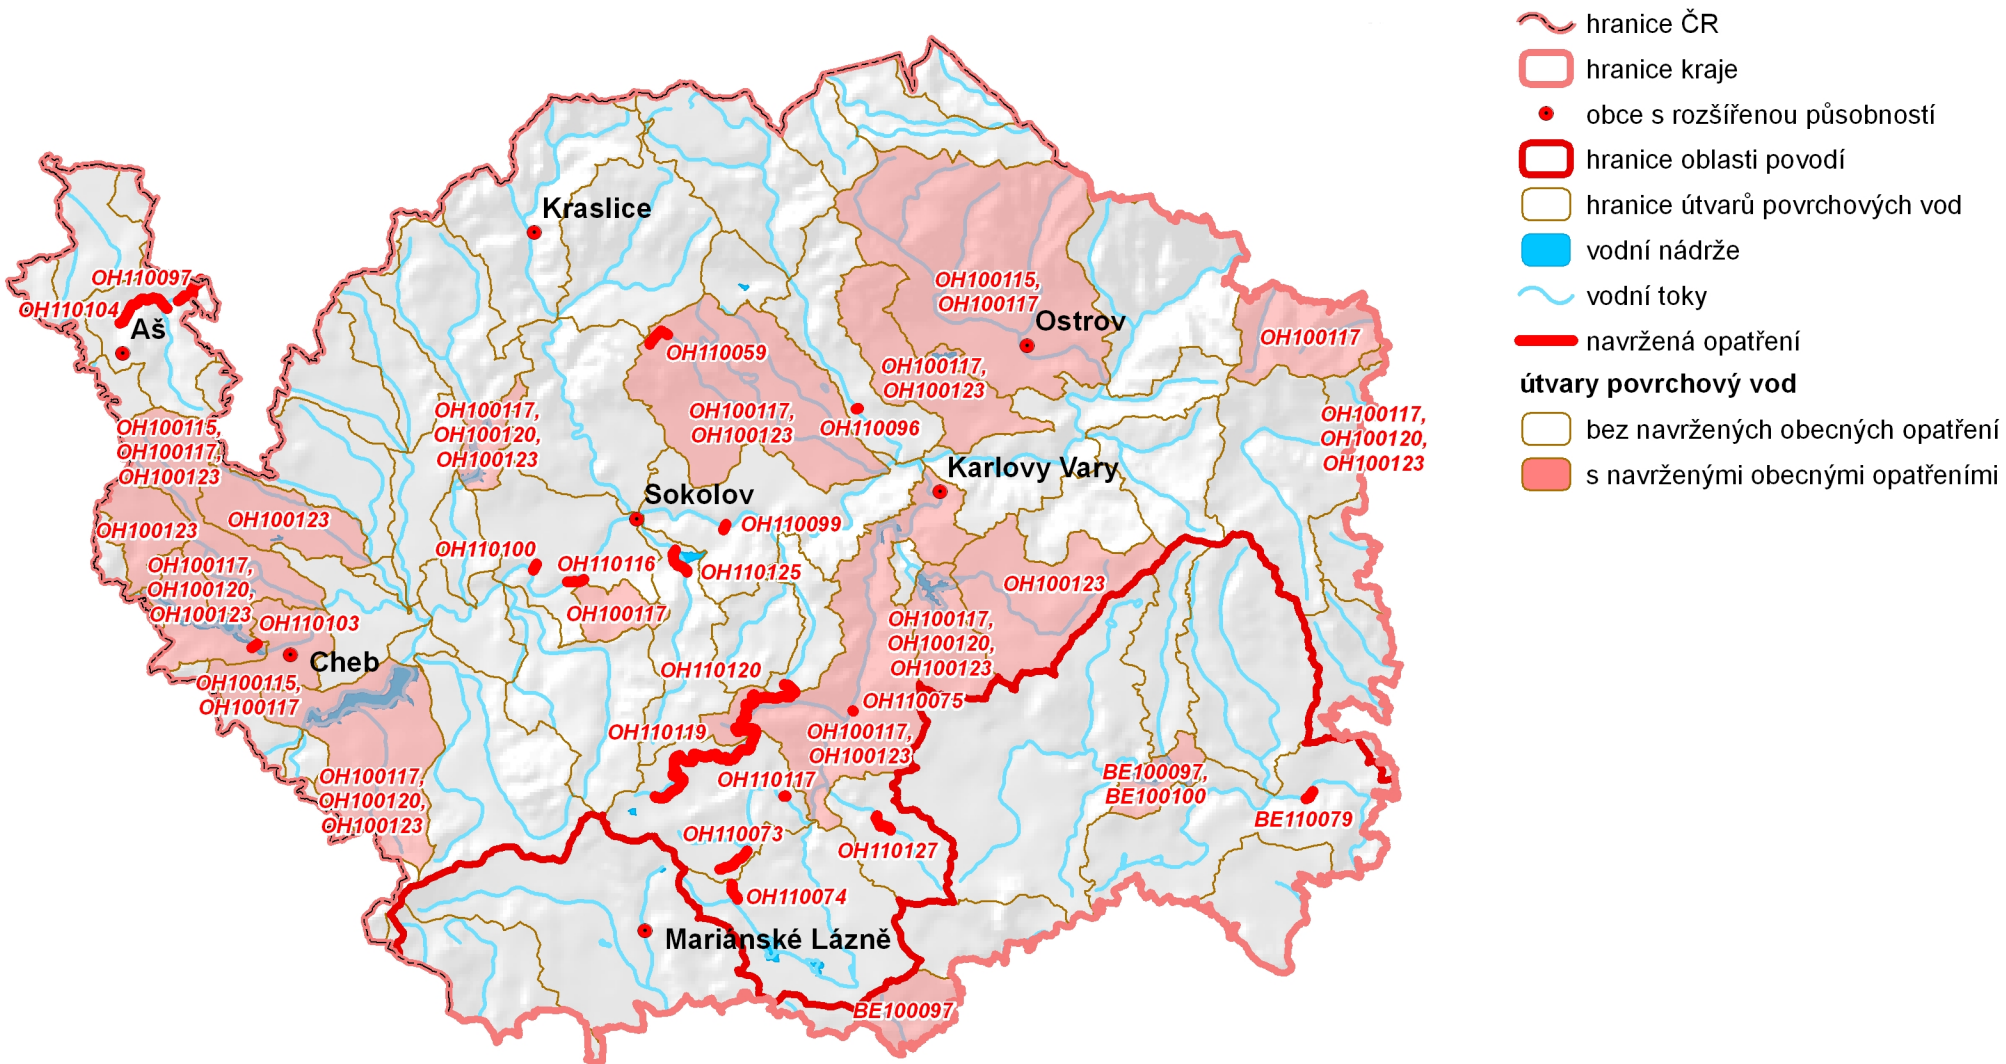 hranice ČR
hranice kraje
obce s rozšířenou působností
hranice oblasti povodí
hranice útvarů povrchových vod
vodní nádrže
vodní toky
navržená opatření
útvary povrchový vod
bez navržených obecných opatření
s navrženými obecnými opatřeními
Kraslice
OH110097
OH110104
Aš
OH100115,
OH100117
Ostrov
OH110059
OH100117
OH100117,
OH100123
OH100117,
OH100120,
OH100123
OH100117,
OH100123
OH110096
OH100117,
OH100120,
OH100123
OH100115,
OH100117,
OH100123
Karlovy Vary
Sokolov
OH100123
OH100123
OH110099
OH110100
OH110116
OH110125
OH100117,
OH100120,
OH100123
OH100123
OH100117
OH110103
Cheb
OH100117,
OH100120,
OH100123
OH110120
OH100115,
OH100117
OH110075
OH110119
OH100117,
OH100123
OH110117
OH100117,
OH100120,
OH100123
BE100097,
BE100100
BE110079
OH110073
OH110127
OH110074
Mariánské Lázně
BE100097